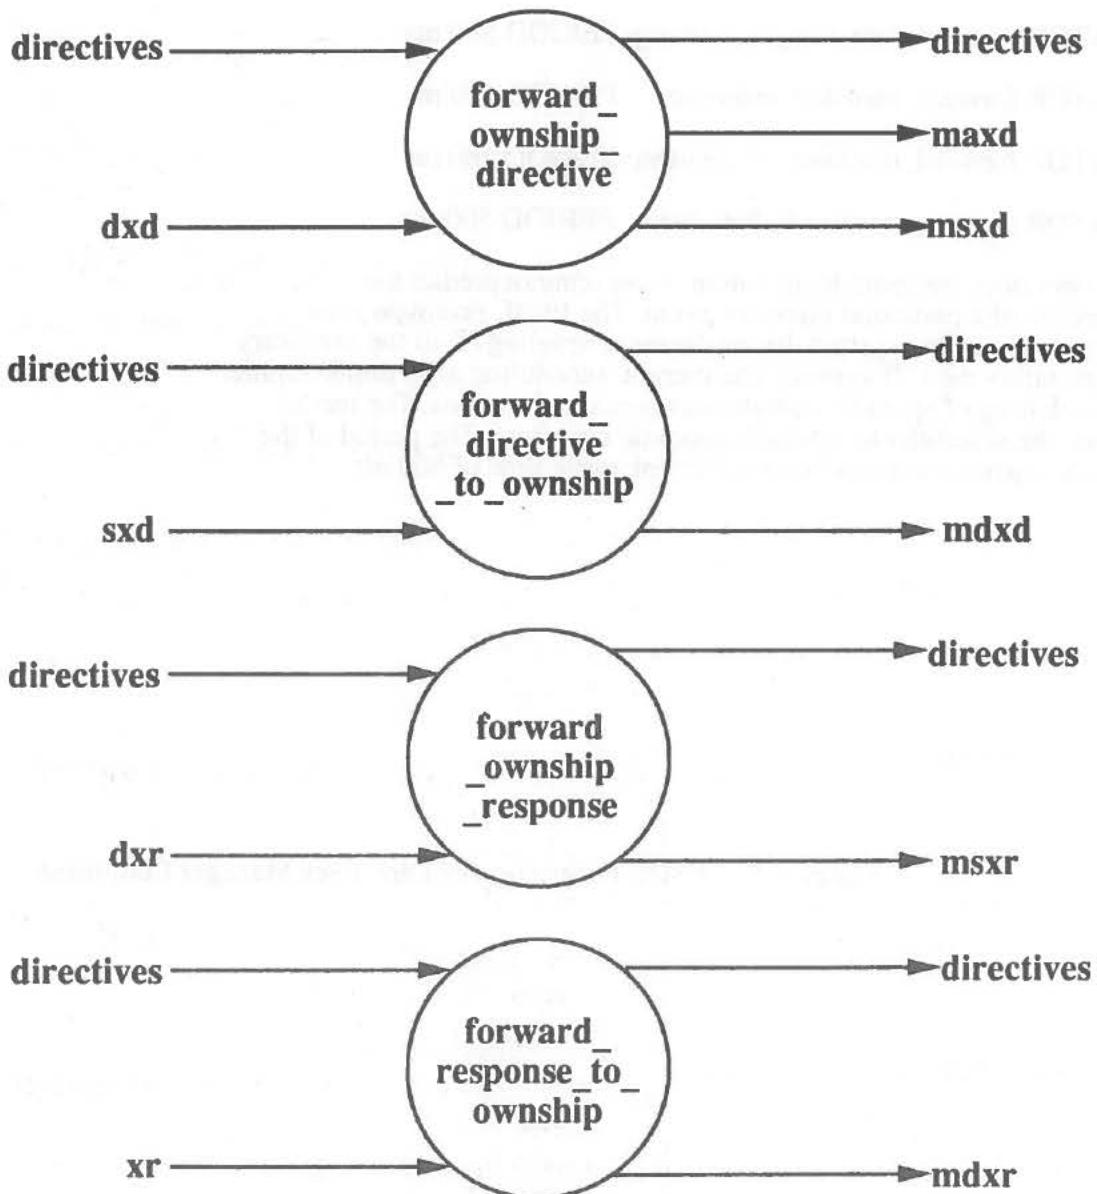 directives
directives
forward_
ownship_
directive
maxd
dxd
msxd
directives
directives
forward_
directive
_to_ownship
sxd
mdxd
directives
directives
forward
_ownship
_response
dxr
msxr
directives
directives
forward_
response_to_
ownship
xr
mdxr